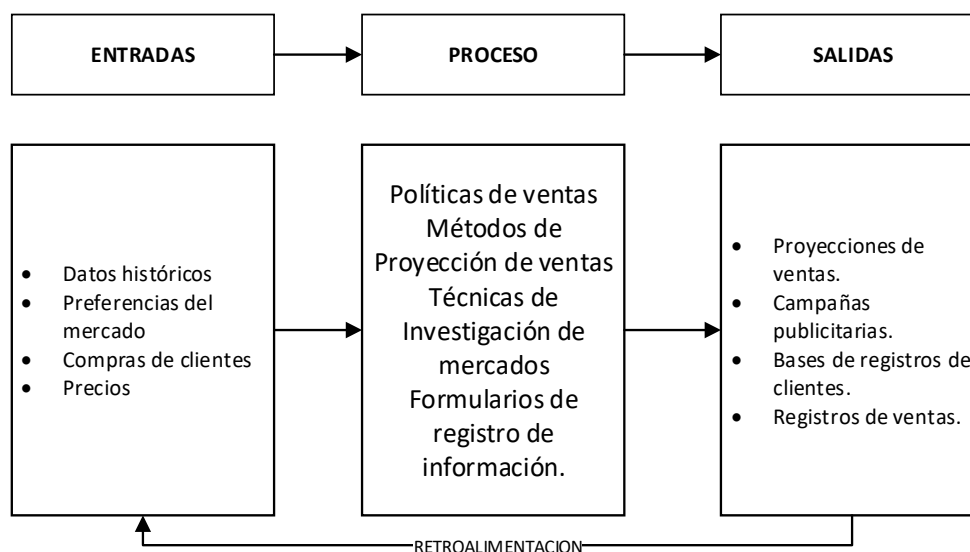 ENTRADAS
PROCESO
SALIDAS
• Datos históricos
• Preferencias del
mercado
• Compras de clientes
• Precios
Políticas de ventas
Métodos de
Proyección de ventas
Técnicas de
Investigación de
mercados
Formularios de
registro de
información.
• Proyecciones de
ventas.
• Campañas
publicitarias.
• Bases de registros de
clientes.
• Registros de ventas.
RETROALIMENTACION